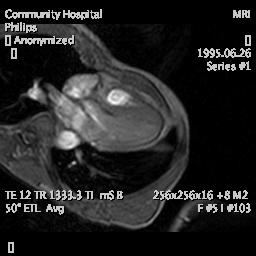 Community Hospital
MRI
Philips
[] Anonymized
[]
[]
1995.06.26
Series #1
TE 12 TR 1333.3 TI mS B
256x256x16 +8 M2
50° ETL Avg
F #5 I #103
[]